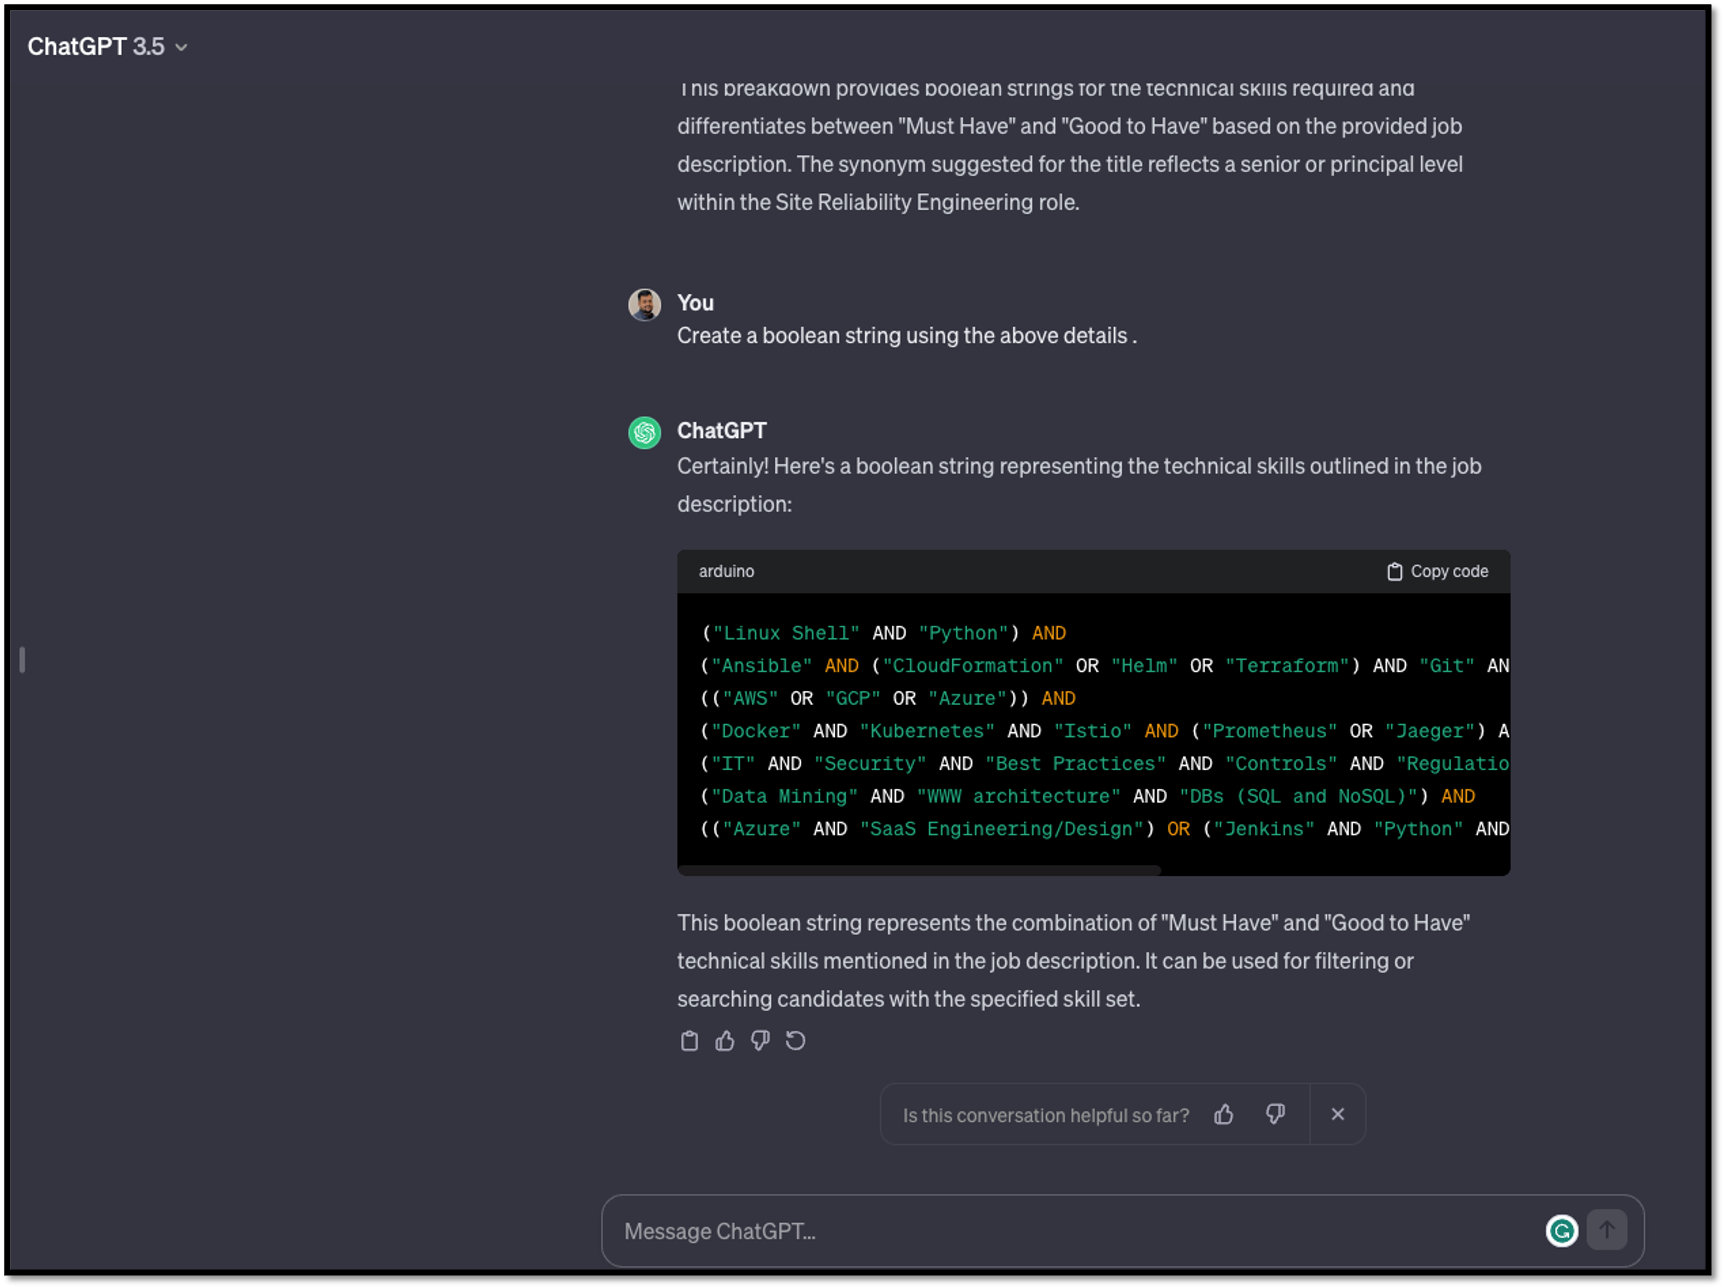 ChatGPT 3.5
This breakdown provides boolean strings for the technical skills required and
differentiates between "Must Have" and "Good to Have" based on the provided job
description. The synonym suggested for the title reflects a senior or principal level
within the Site Reliability Engineering role.
You
Create a boolean string using the above details .
ChatGPT
Certainly! Here's a boolean string representing the technical skills outlined in the job
description:
arduino
Copy code
("Linux Shell" AND "Python") AND
("Ansible" AND ("CloudFormation" OR "Helm" OR "Terraform") AND "Git" AN
(("AWS" OR "GCP" OR "Azure")) AND
("Docker" AND "Kubernetes" AND "Istio" AND ("Prometheus" OR "Jaeger") A
("IT" AND "Security" AND "Best Practices" AND "Controls" AND "Regulatio
("Data Mining" AND "WWW architecture" AND "DBs (SQL and NoSQL)") AND
(("Azure" AND "SaaS Engineering/Design") OR ("Jenkins" AND "Python" AND
This boolean string represents the combination of "Must Have" and "Good to Have"
technical skills mentioned in the job description. It can be used for filtering or
searching candidates with the specified skill set.
Is this conversation helpful so far?
Message ChatGPT...